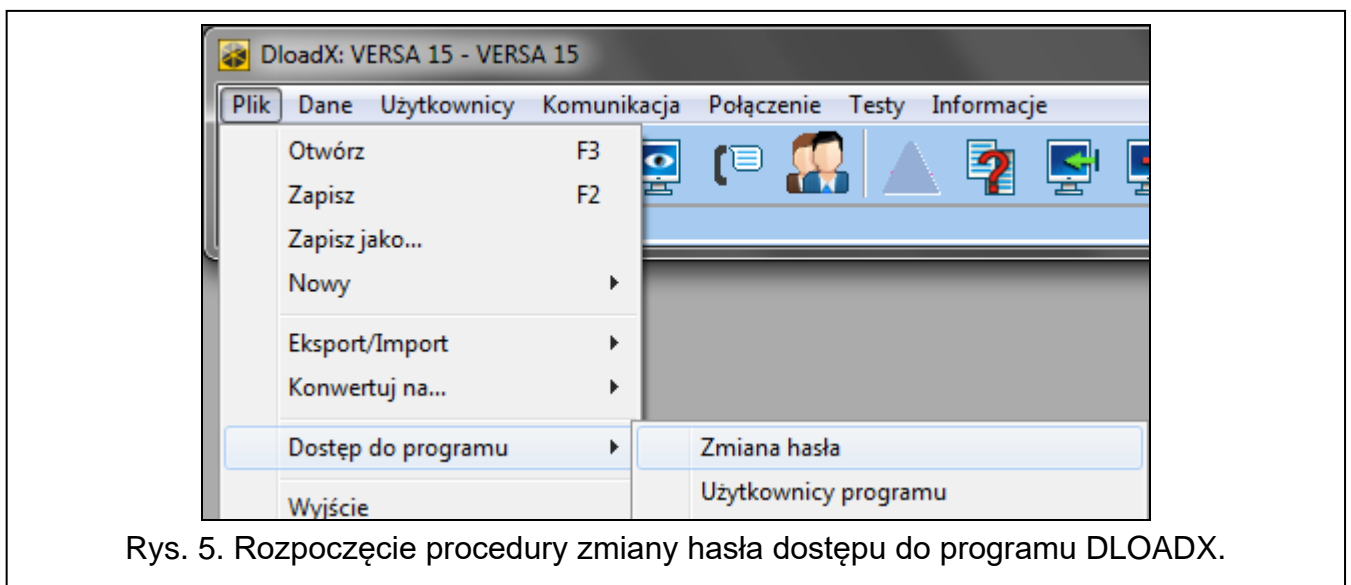 DloadX: VERSA 15 - VERSA 15
Plik Dane Użytkownicy Komunikacja Połączenie Testy Informacje
Otwórz F3
Zapisz F2
Zapisz jako...
Nowy
Eksport/Import
Konwertuj na...
Dostęp do programu
Zmiana hasła
Użytkownicy programu
Wyjście
Rys. 5. Rozpoczęcie procedury zmiany hasła dostępu do programu DLOADX.